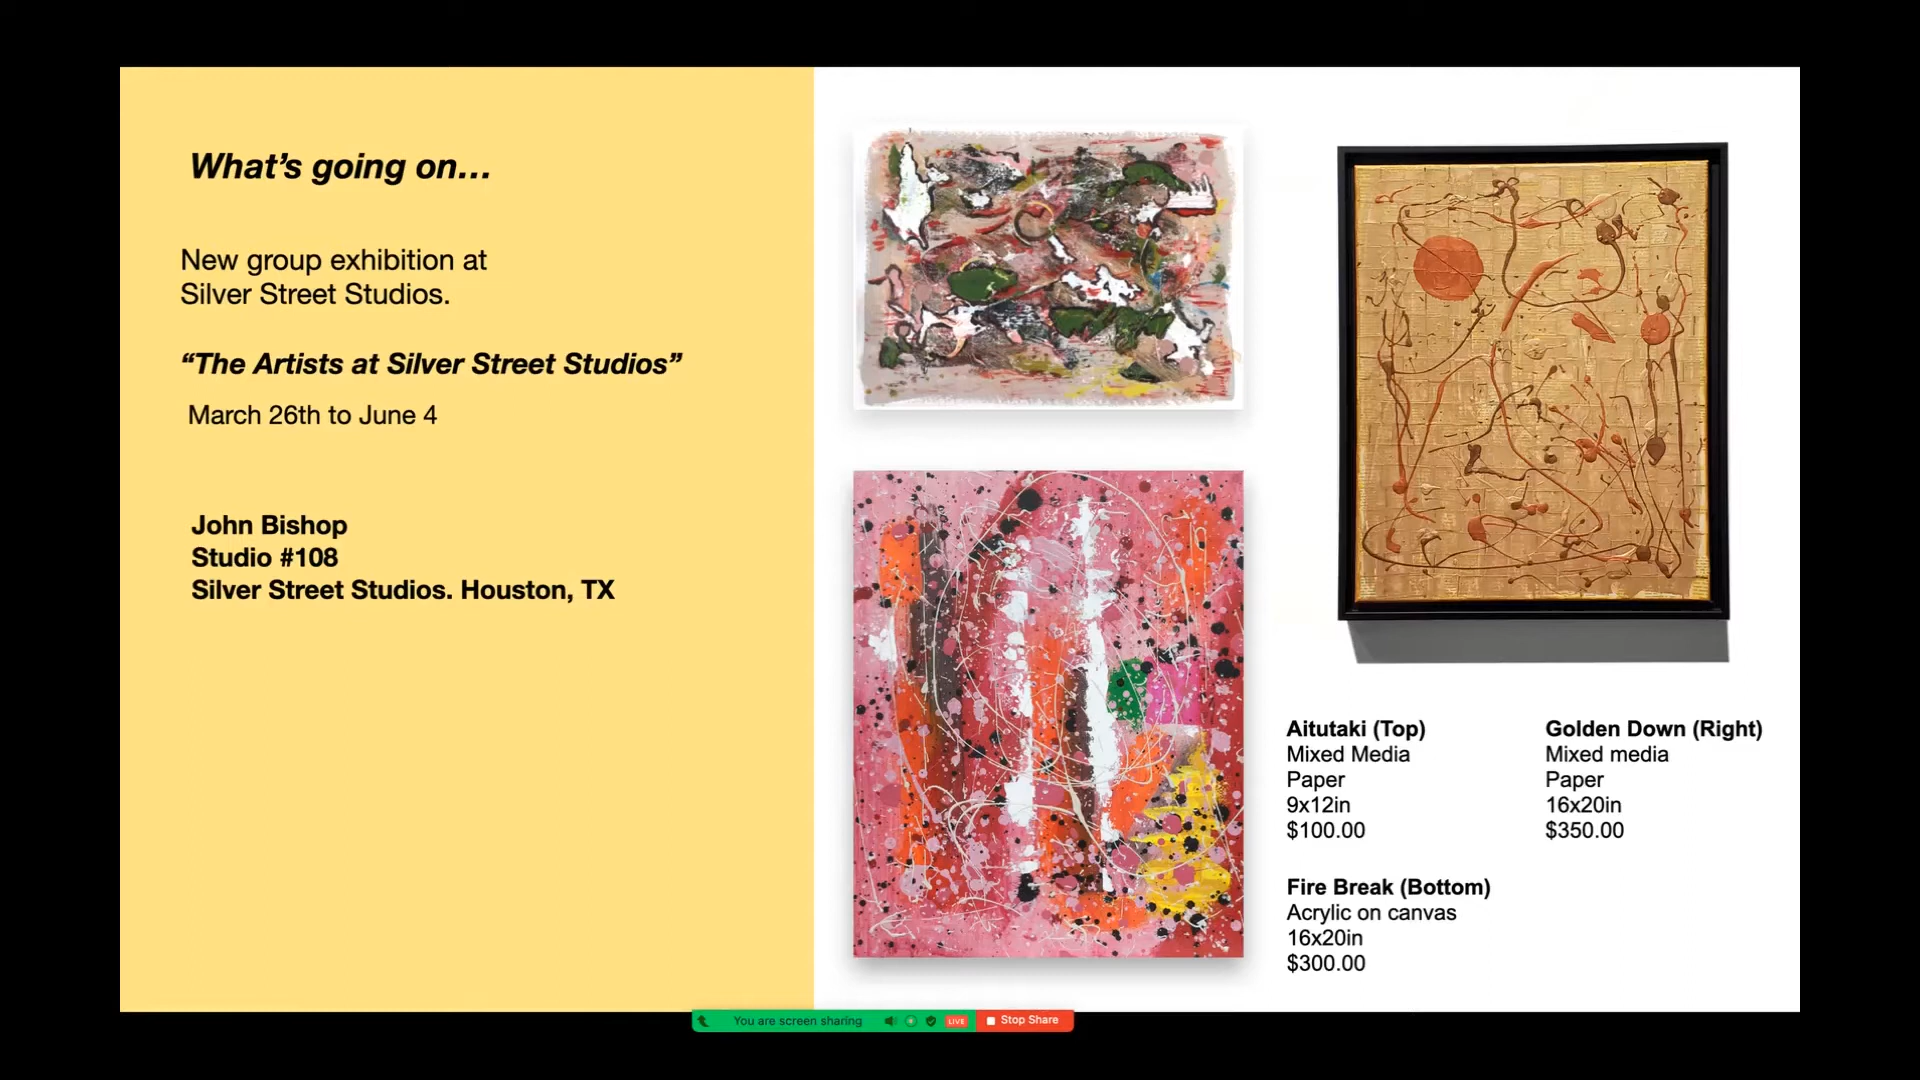 What’s going on...
New group exhibition at
Silver Street Studios.
“The Artists at Silver Street Studios”
March 26th to June 4
John Bishop
Studio #108
Silver Street Studios. Houston, TX
Aitutaki (Top)
Mixed Media
Paper
9x12in
$100.00
Golden Down (Right)
Mixed media
Paper
16x20in
$350.00
Fire Break (Bottom)
Acrylic on canvas
16x20in
$300.00
You are screen sharing
LIVE
Stop Share